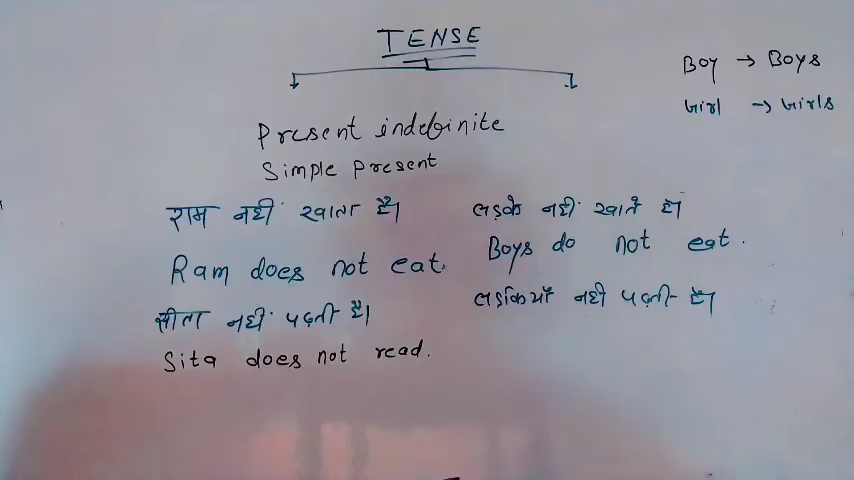 TENSE
Boy → Boys
Girl → Girls
Present indefinite
Simple present
राम नहीं खाता है।
Ram does not eat.
सीता नहीं पढ़ती है।
Sita does not read.
लड़के नहीं खाते हैं।
Boys do not eat.
लड़कियाँ नहीं पढ़ती हैं।